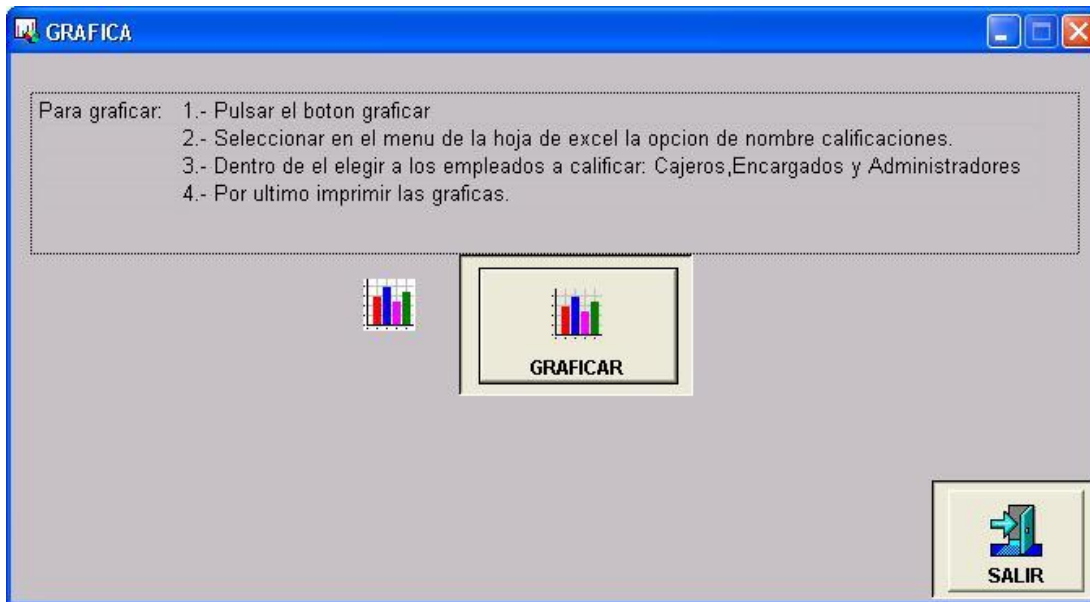 GRAFICA
Para graficar: 1.- Pulsar el boton graficar
2.- Seleccionar en el menu de la hoja de excel la opcion de nombre calificaciones.
3.- Dentro de el elegir a los empleados a calificar: Cajeros,Encargados y Administradores
4.- Por ultimo imprimir las graficas.
GRAFICAR
SALIR